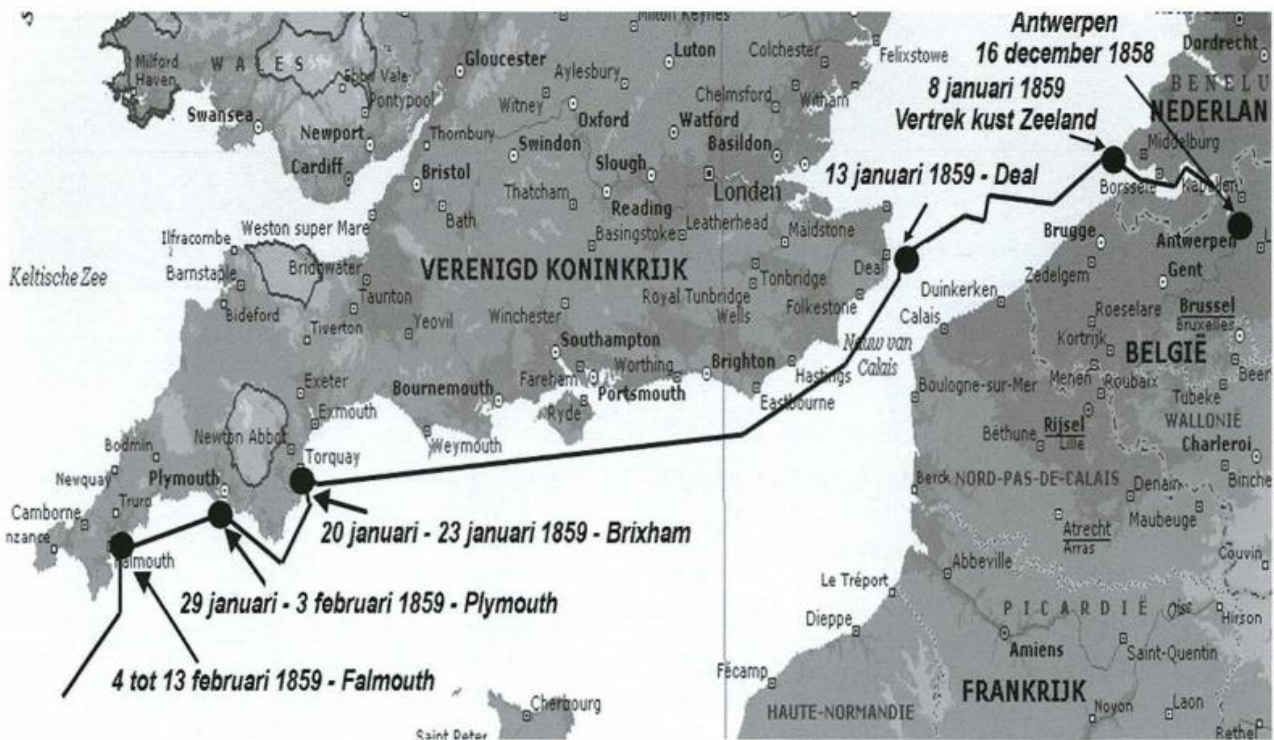 Antwerpen
16 december 1858
8 januari 1859
Vertrek kust Zeeland
13 januari 1859 - Deal
20 januari - 23 januari 1859 - Brixham
29 januari - 3 februari 1859 - Plymouth
4 tot 13 februari 1859 - Falmouth
Milford
Haven
WALES
Ebbw Vale
Pontypool
Swansea
Newport
Cardiff
Gloucester
Thornbury
Bristol
Bath
Weston super Mare
Milton Keynes
Luton
Aylesbury
Witney
Oxford
Swindon
Watford
Slough
Thatcham
Reading
Basingstoke
Colchester
Felixstowe
Chelmsford
Witham
Basildon
Londen
Leatherhead
Maidstone
Dordrecht
BENELU
NEDERLAN
Middelburg
Borssele
Kapellen
Antwerpen
Brugge
Zedelgem
Gent
Roeselare
Brussel
Bruxelles
Kortrijk
BELGIË
Menen
Roubaix
Beer
Tubeke
WALLONIË
Rijsel
Lille
Béthune
Charleroi
Binche
Keltische Zee
Ilfracombe
Barnstaple
Bideford
Bridgwater
Taunton
Tiverton
Yeovil
VERENIGD KONINKRIJK
Winchester
Southampton
Fareham
Portsmouth
Ryde
Worthing
Brighton
Royal Tunbridge
Wells
Tonbridge
Folkestone
Deal
Hastings
Eastbourne
Duinkerken
Calais
Nauw van
Calais
Boulogne-sur-Mer
Exeter
Exmouth
Bournemouth
Weymouth
Newton Abbot
Torquay
Bodmin
Newquay
Plymouth
Truro
Camborne
nzance
Falmouth
Berck
NORD-PAS-DE-CALAIS
Denain
Maubeuge
Atrecht
Arras
Couvin
Abbeville
Le Tréport
Dieppe
PICARDIË
Oise
Hirson
Amiens
Saint-Quentin
Fécamp
FRANKRIJK
HAUTE-NORMANDIE
Noyon
Laon
Rethel
Cherbourg
Saint Peter